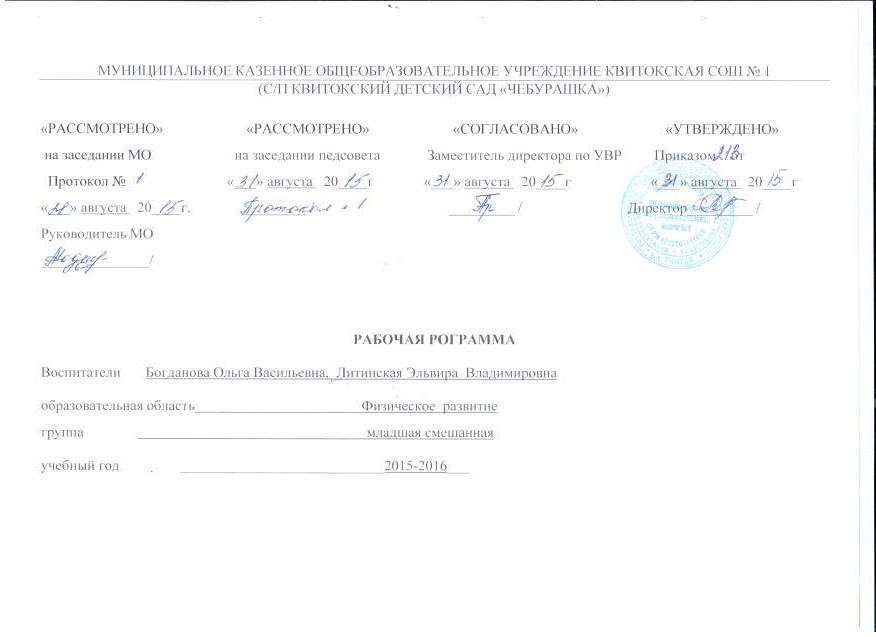 МУНИЦИПАЛЬНОЕ КАЗЕННОЕ ОБЩЕОБРАЗОВАТЕЛЬНОЕ УЧРЕЖДЕНИЕ КВИТОКСКАЯ СОШ № 1
(С/П КВИТОКСКИЙ ДЕТСКИЙ САД «ЧЕБУРАШКА»)
«РАССМОТРЕНО» «РАССМОТРЕНО» «СОГЛАСОВАНО» «УТВЕРЖДЕНО»
на заседании МО на заседании педсовета Заместитель директора по УВР Приказом 213
Протокол № 1 « 31 » августа 20 15 г « 31 » августа 20 15 г « 31 » августа 20 15 г
« » августа 20 15 г. Протокол № 1 / Директор /
Руководитель МО
/
РАБОЧАЯ РОГРАММА
Воспитатели Богданова Ольга Васильевна, Литинская Эльвира Владимировна
образовательная область Физическое развитие
группа младшая смешанная
учебный год 2015-2016